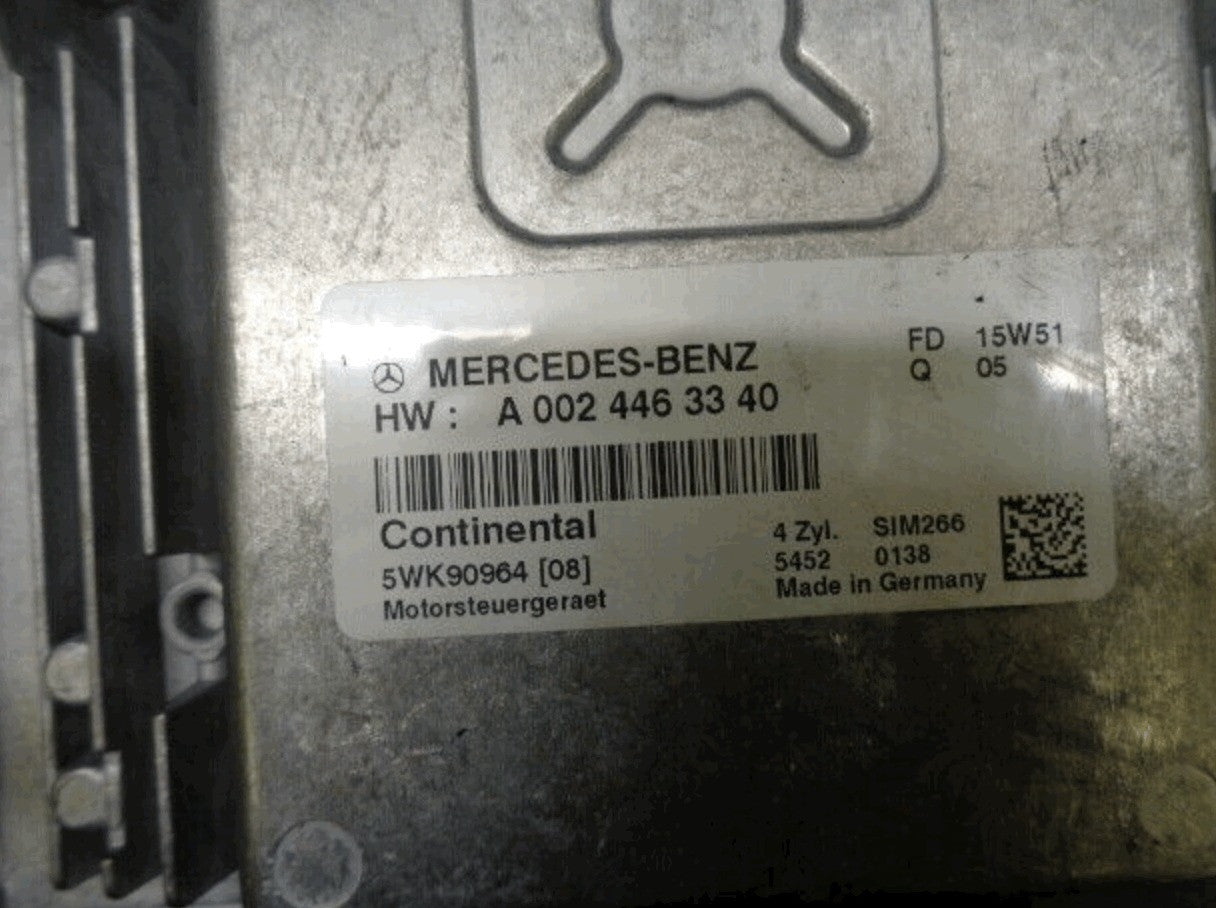 MERCEDES-BENZ
HW : A 002 446 33 40
FD 15W51
Q 05
Continental
5WK90964 [08]
Motorsteuergeraet
4 Zyl. SIM266
5452 0138
Made in Germany